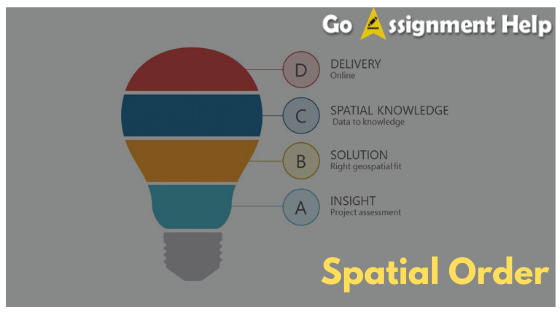 Go Assignment Help
D
DELIVERY
Online
C
SPATIAL KNOWLEDGE
Data to knowledge
B
SOLUTION
Right geospatial fit
A
INSIGHT
Project assessment
Spatial Order